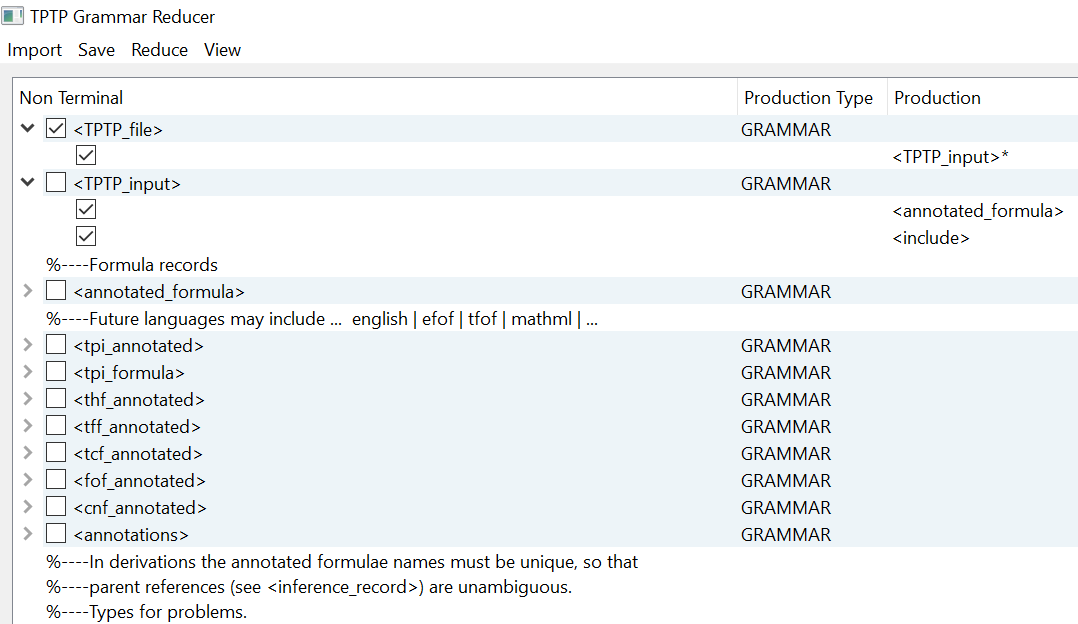 TPTP Grammar Reducer
Import Save Reduce View
Non Terminal Production Type Production
<TPTP_file> GRAMMAR
<TPTP_input>*
<TPTP_input> GRAMMAR
<annotated_formula>
<include>
%----Formula records
<annotated_formula> GRAMMAR
%----Future languages may include ... english | efof | tfof | mathml | ...
<tpi_annotated> GRAMMAR
<tpi_formula> GRAMMAR
<thf_annotated> GRAMMAR
<tff_annotated> GRAMMAR
<tcf_annotated> GRAMMAR
<fof_annotated> GRAMMAR
<cnf_annotated> GRAMMAR
<annotations> GRAMMAR
%----In derivations the annotated formulae names must be unique, so that
%----parent references (see <inference_record>) are unambiguous.
%----Types for problems.